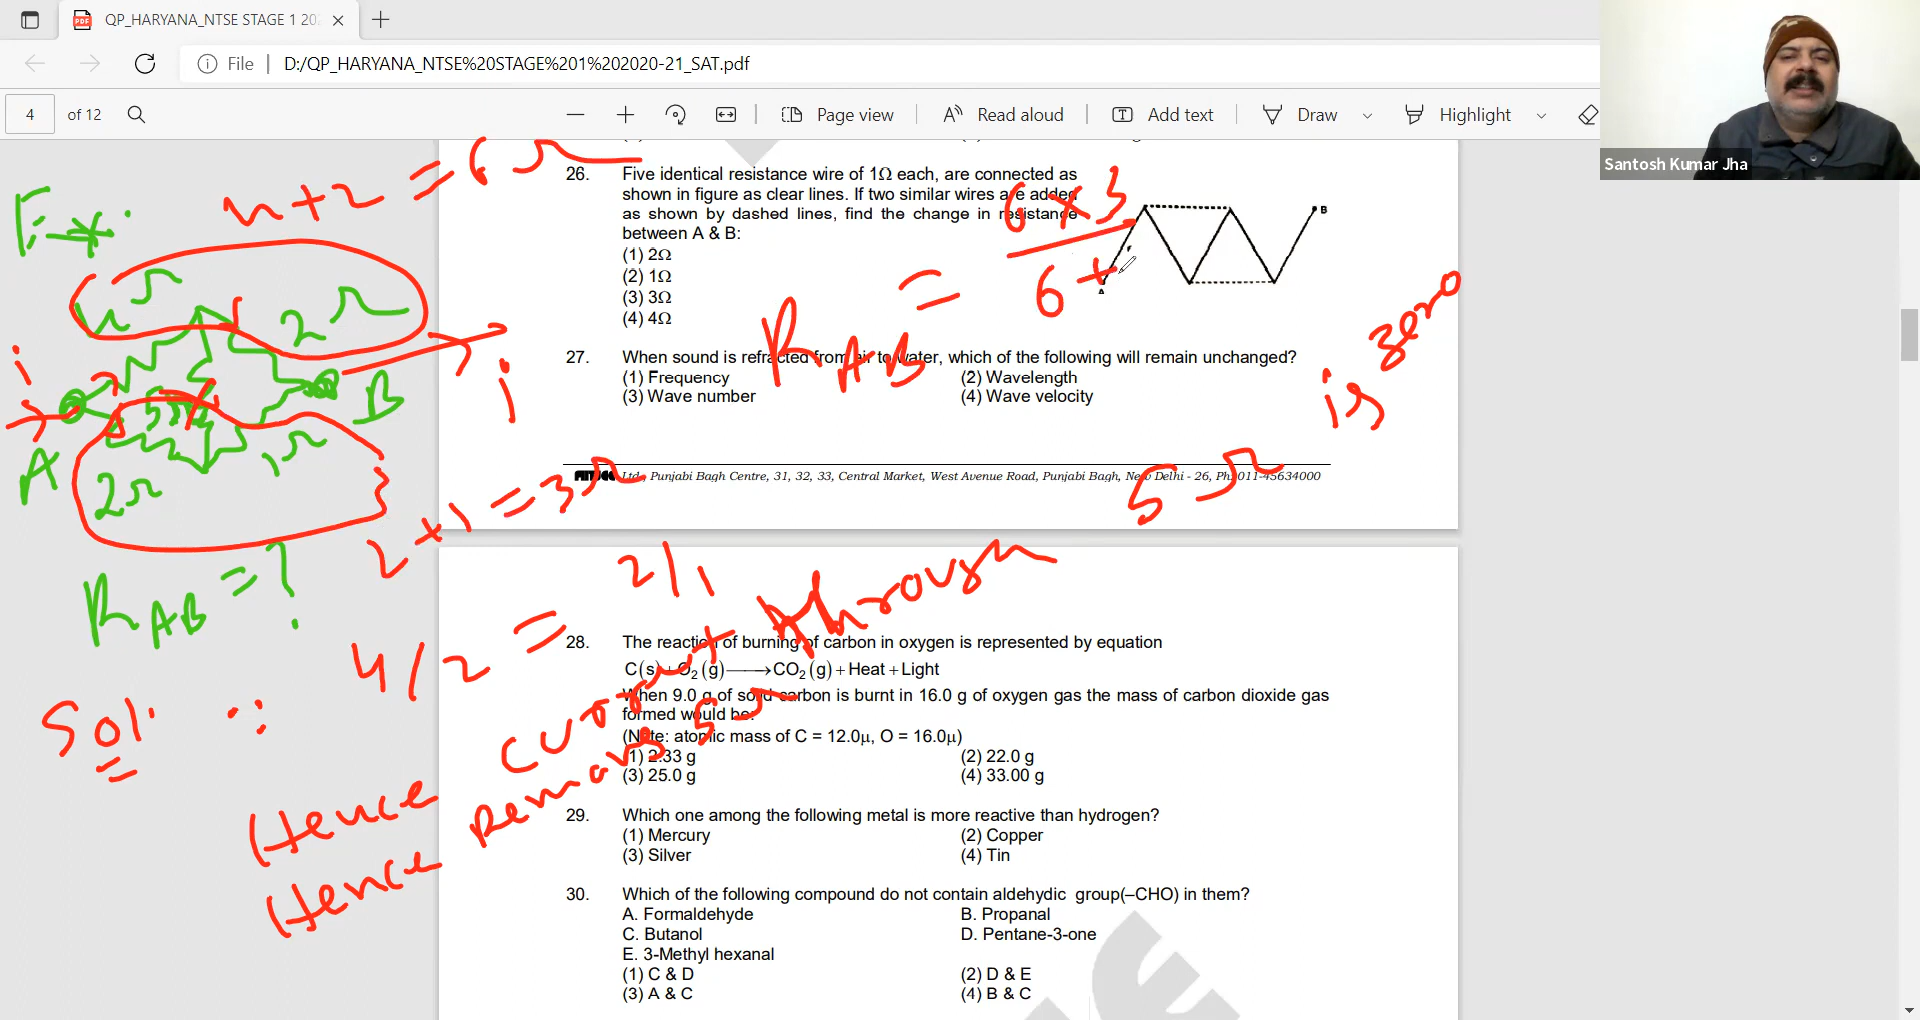 QP_HARYANA_NTSE STAGE 1 202
File D:/QP_HARYANA_NTSE%20STAGE%201%202020-21_SAT.pdf
4 of 12 Page view Read aloud Add text Draw Highlight
Santosh Kumar Jha
26. Five identical resistance wire of 1Ω each, are connected as
shown in figure as clear lines. If two similar wires are added
as shown by dashed lines, find the change in resistance
between A & B:
(1) 2Ω
(2) 1Ω
(3) 3Ω
(4) 4Ω
A
B
27. When sound is refracted from air to water, which of the following will remain unchanged?
(1) Frequency (2) Wavelength
(3) Wave number (4) Wave velocity
FIITJEE Ltd., Punjabi Bagh Centre, 31, 32, 33, Central Market, West Avenue Road, Punjabi Bagh, New Delhi - 26, Ph: 011-45634000
28. The reaction of burning of carbon in oxygen is represented by equation
C(s)+O₂(g)⟶CO₂(g)+Heat+Light
When 9.0 g of solid carbon is burnt in 16.0 g of oxygen gas the mass of carbon dioxide gas
formed would be:
(Note: atomic mass of C = 12.0μ, O = 16.0μ)
(1) 2.33 g (2) 22.0 g
(3) 25.0 g (4) 33.00 g
29. Which one among the following metal is more reactive than hydrogen?
(1) Mercury (2) Copper
(3) Silver (4) Tin
30. Which of the following compound do not contain aldehydic group(–CHO) in them?
A. Formaldehyde B. Propanal
C. Butanol D. Pentane-3-one
E. 3-Methyl hexanal
(1) C & D (2) D & E
(3) A & C (4) B & C
4+2=6Ω
2Ω
i
i
A
B
5Ω
2Ω
1Ω
2+1=3Ω
R_AB=?
Sol:
4/2 = 2/1
Hence current through 5Ω is zero
Hence Remove 5Ω
R_AB = 6×3
6+